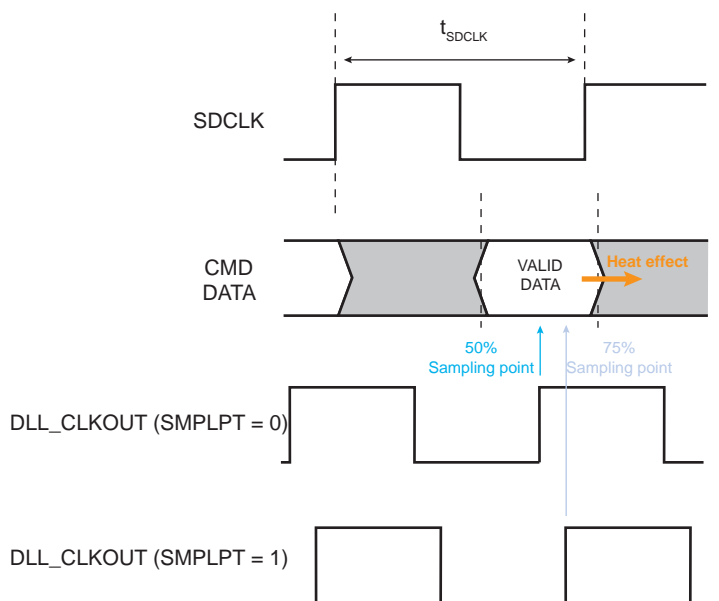 tSDCLK
SDCLK
CMD
DATA
VALID
DATA
Heat effect
50%
Sampling point
75%
Sampling point
DLL_CLKOUT (SMPLPT = 0)
DLL_CLKOUT (SMPLPT = 1)